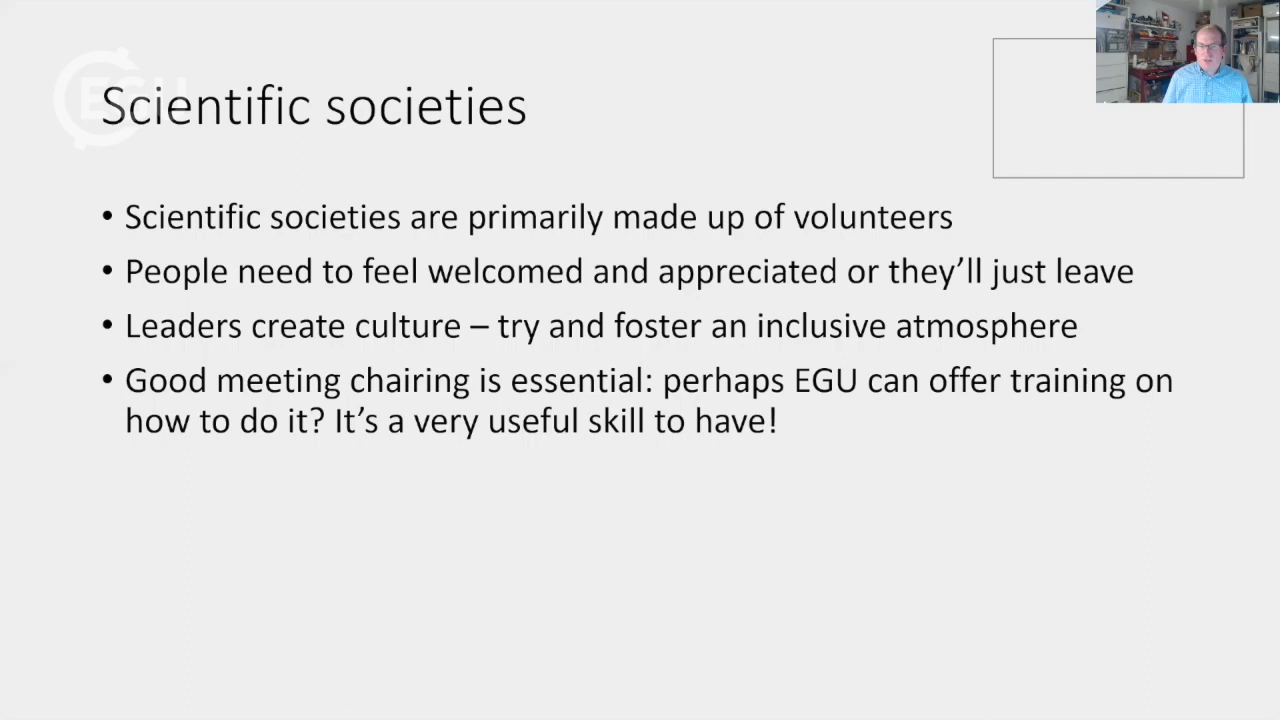 EGU
Scientific societies
• Scientific societies are primarily made up of volunteers
• People need to feel welcomed and appreciated or they’ll just leave
• Leaders create culture – try and foster an inclusive atmosphere
• Good meeting chairing is essential: perhaps EGU can offer training on
how to do it? It’s a very useful skill to have!